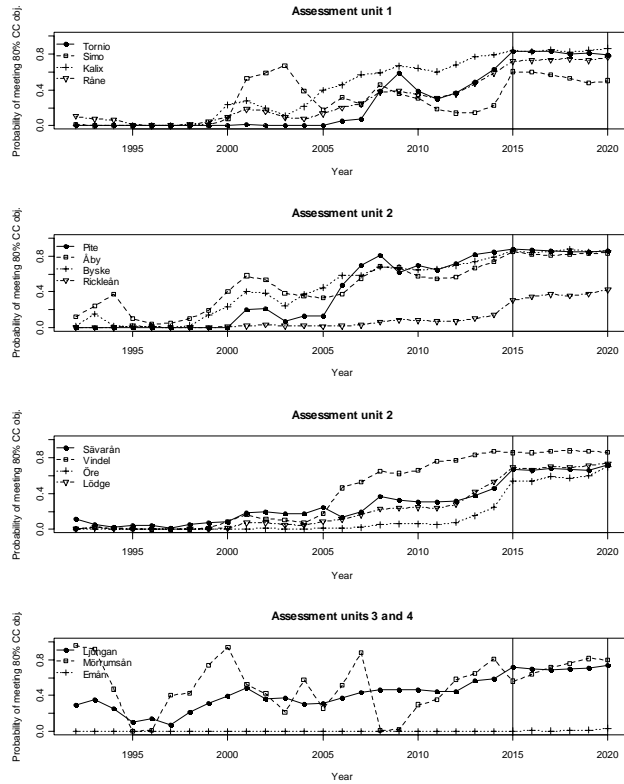 Assessment unit 1
Probability of meeting 80% CC obj.
0.0 0.4 0.8
Tornio
Simo
Kalix
Råne
1995 2000 2005 2010 2015 2020
Year
Assessment unit 2
Probability of meeting 80% CC obj.
0.0 0.4 0.8
Pite
Åby
Byske
Rickleån
1995 2000 2005 2010 2015 2020
Year
Assessment unit 2
Probability of meeting 80% CC obj.
0.0 0.4 0.8
Sävarån
Vindel
Öre
Lödge
1995 2000 2005 2010 2015 2020
Year
Assessment units 3 and 4
Probability of meeting 80% CC obj.
0.0 0.4 0.8
Ljungan
Mörrumsån
Emån
1995 2000 2005 2010 2015 2020
Year